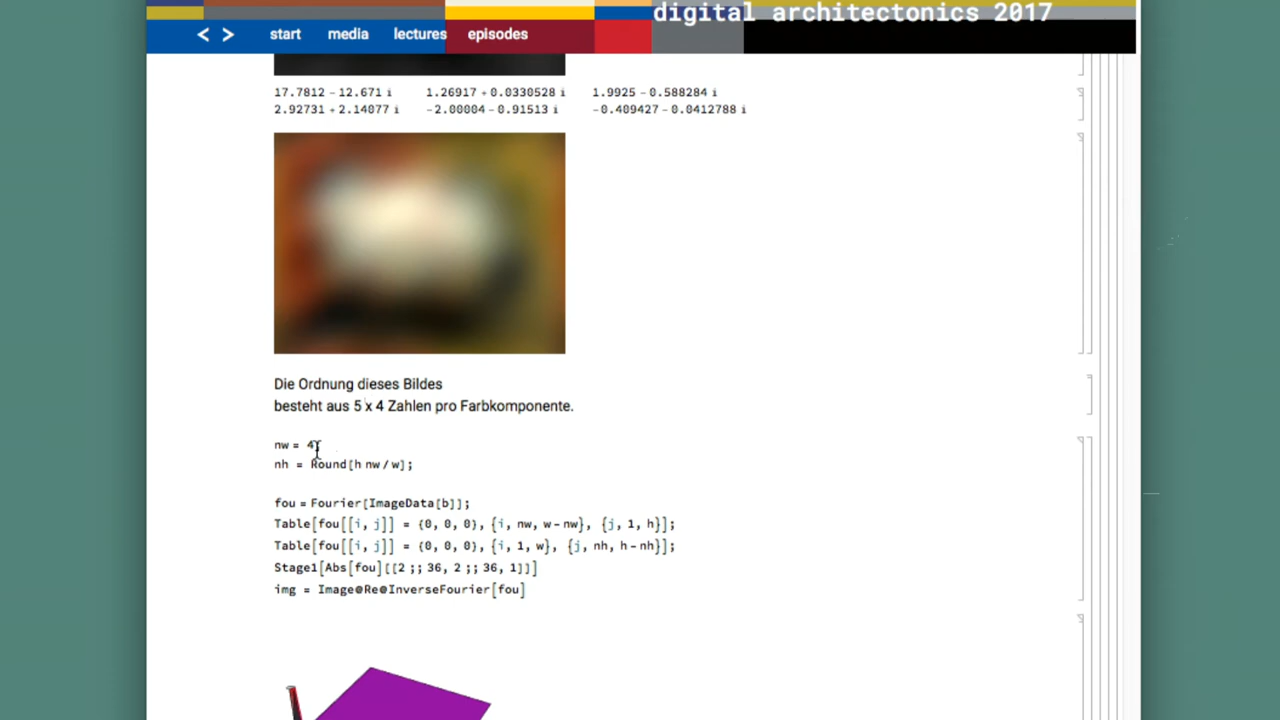 digital architectonics 2017
< > start media lectures episodes
17.7812 - 12.671 i 1.26917 + 0.0330528 i 1.9925 - 0.588284 i
2.92731 + 2.14077 i -2.00004 - 0.91513 i -0.409427 - 0.0412788 i
Die Ordnung dieses Bildes
besteht aus 5 x 4 Zahlen pro Farbkomponente.
nw = 4
nh = Round[h nw / w];
fou = Fourier[ImageData[b]];
Table[fou[[i, j]] = {0, 0, 0}, {i, nw, w - nw}, {j, 1, h}];
Table[fou[[i, j]] = {0, 0, 0}, {i, 1, w}, {j, nh, h - nh}];
Stage1[Abs[fou][[2 ;; 36, 2 ;; 36, 1]]]
img = Image@Re@InverseFourier[fou]